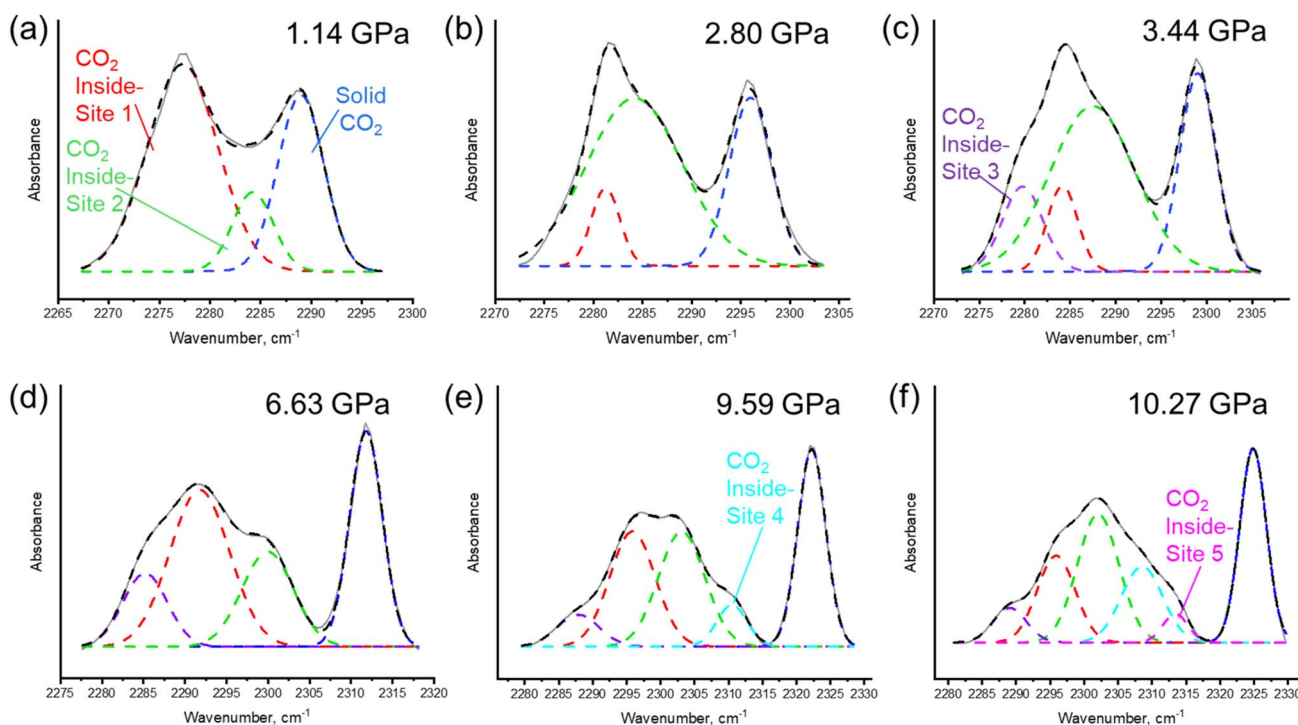 (a)
1.14 GPa
CO2
Inside-
Site 1
CO2
Inside-
Site 2
Solid
CO2
Absorbance
2265 2270 2275 2280 2285 2290 2295 2300
Wavenumber, cm-1
(b)
2.80 GPa
Absorbance
2270 2275 2280 2285 2290 2295 2300 2305
Wavenumber, cm-1
(c)
3.44 GPa
CO2
Inside-
Site 3
Absorbance
2270 2275 2280 2285 2290 2295 2300 2305
Wavenumber, cm-1
(d)
6.63 GPa
Absorbance
2275 2280 2285 2290 2295 2300 2305 2310 2315 2320
Wavenumber, cm-1
(e)
9.59 GPa
CO2
Inside-
Site 4
Absorbance
2280 2285 2290 2295 2300 2305 2310 2315 2320 2325 2330
Wavenumber, cm-1
(f)
10.27 GPa
CO2
Inside-
Site 5
Absorbance
2280 2285 2290 2295 2300 2305 2310 2315 2320 2325 2330
Wavenumber, cm-1